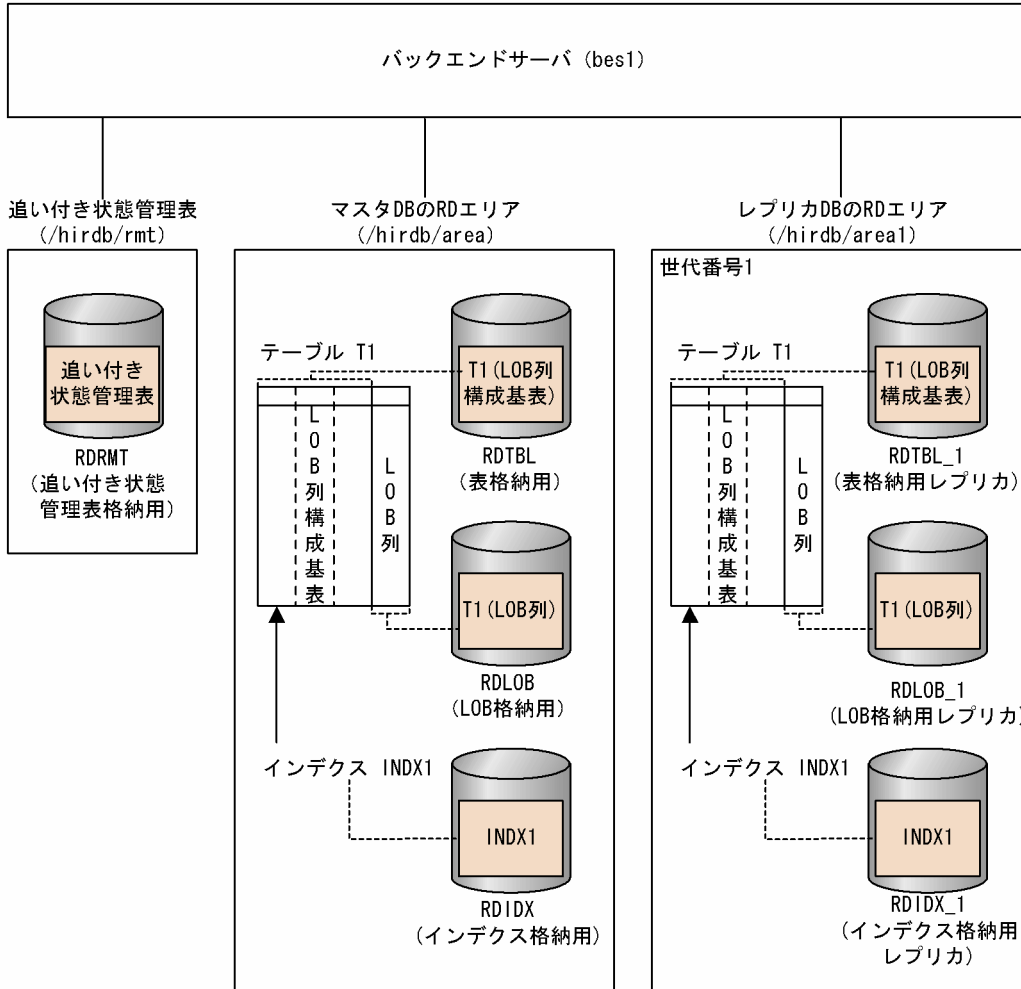 バックエンドサーバ（bes1）
追い付き状態管理表
（/hirdb/rmt）
追い付き
状態管理表
RDRMT
（追い付き状態
管理表格納用）
マスタDBのRDエリア
（/hirdb/area）
テーブル T1
LOB列構成基表
LOB列
T1(LOB列
構成基表)
RDTBL
（表格納用）
T1(LOB列)
RDLOB
（LOB格納用）
インデクス INDX1
INDX1
RDIDX
（インデクス格納用）
レプリカDBのRDエリア
（/hirdb/area1）
世代番号1
テーブル T1
LOB列構成基表
LOB列
T1(LOB列
構成基表)
RDTBL_1
（表格納用レプリカ）
T1(LOB列)
RDLOB_1
（LOB格納用レプリカ）
インデクス INDX1
INDX1
RDIDX_1
（インデクス格納用
レプリカ）